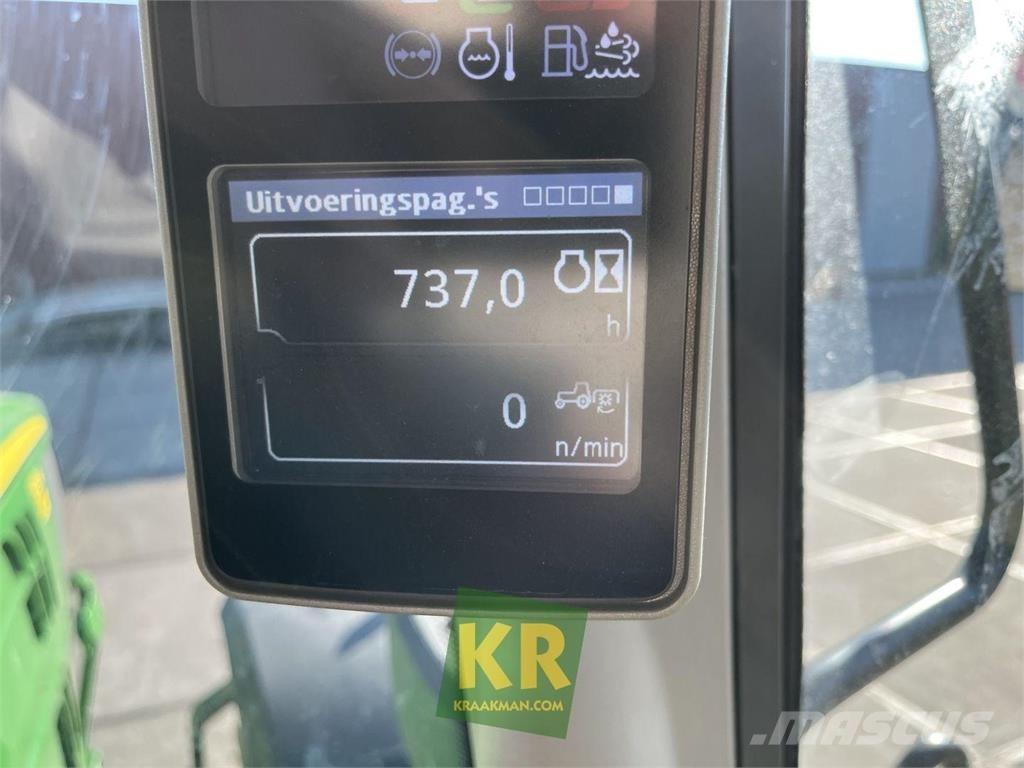 Uitvoeringspag.'s
737,0
h
0
n/min
KR
KRAAKMAN.COM
MASCUS